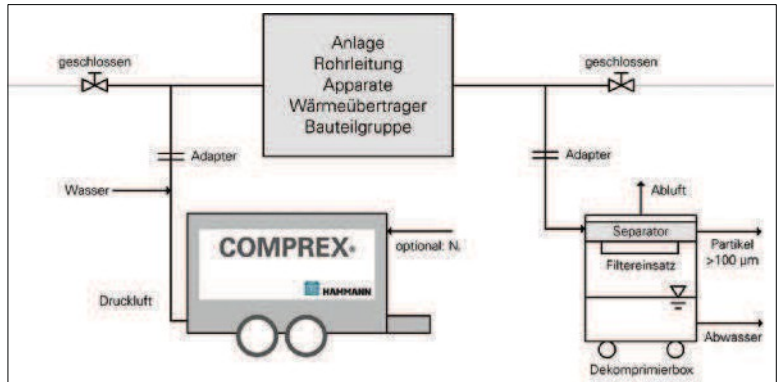 geschlossen
Anlage
Rohrleitung
Apparate
Wärmeübertrager
Bauteilgruppe
geschlossen
Adapter
Adapter
Wasser
Abluft
COMPREX®
optional: N.
Separator
Partikel
>100 µm
Filtereinsatz
HAMMANN
Druckluft
Abwasser
Dekomprimierbox